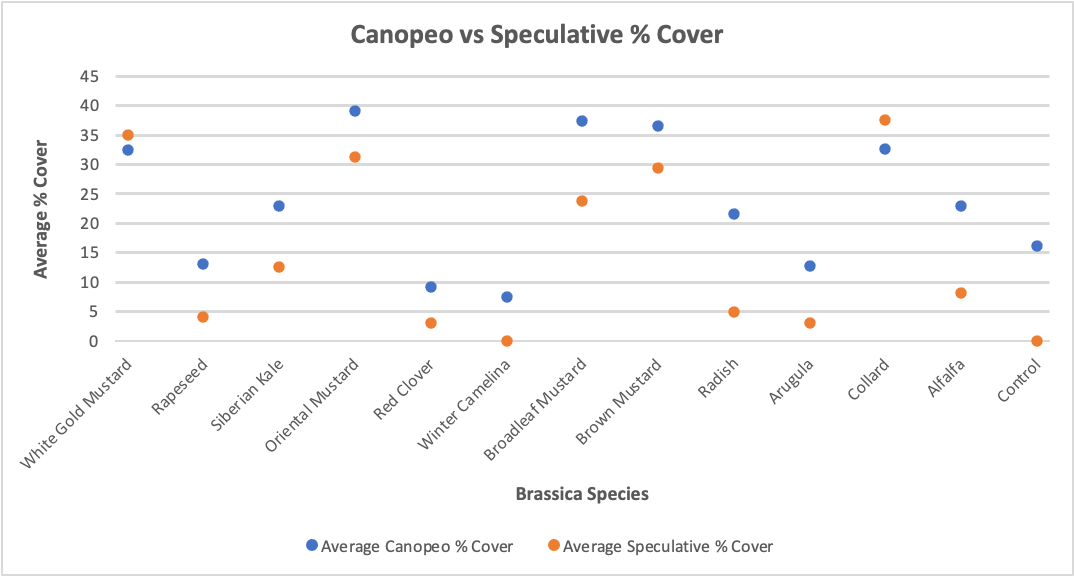 Canopeo vs Speculative % Cover
45
40
35
30
25
20
15
10
5
0
Average % Cover
White Gold Mustard
Rapeseed
Siberian Kale
Oriental Mustard
Red Clover
Winter Camelina
Broadleaf Mustard
Brown Mustard
Radish
Arugula
Collard
Alfalfa
Control
Brassica Species
Average Canopeo % Cover
Average Speculative % Cover